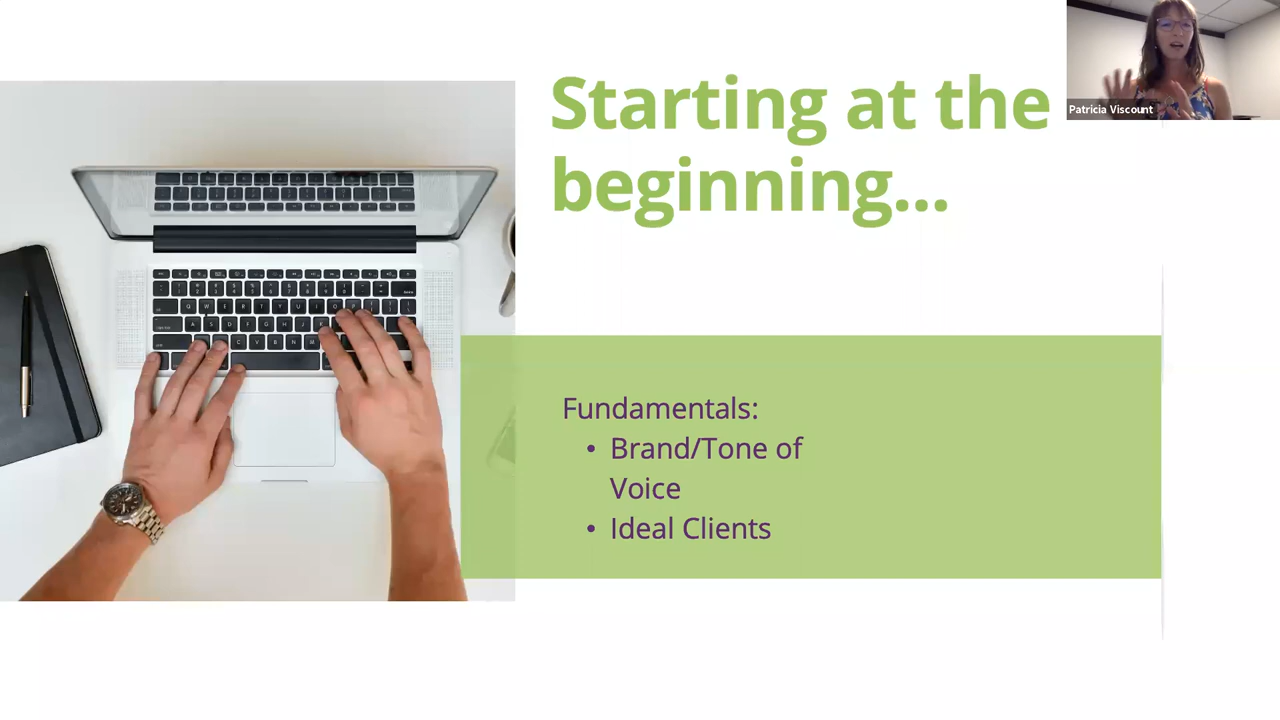 Starting at the
beginning...
Patricia Viscount
Fundamentals:
• Brand/Tone of
Voice
• Ideal Clients